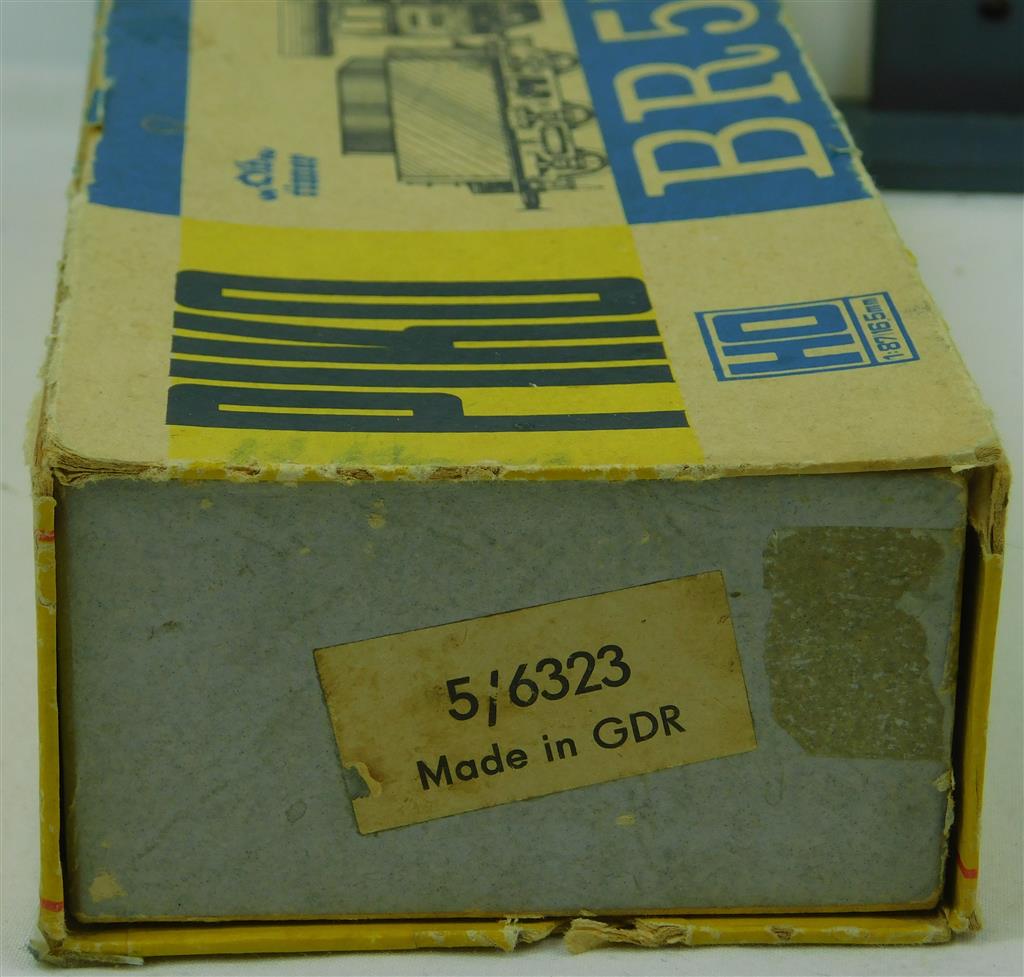 BR5
PIKO
HO
1:87/16,5mm
5/6323
Made in GDR